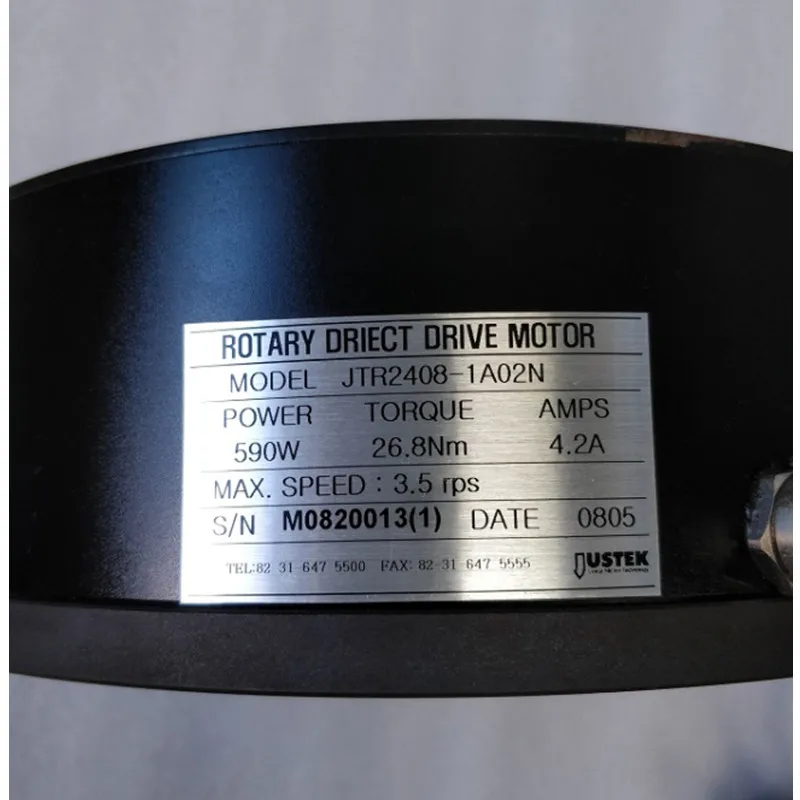 ROTARY DRIECT DRIVE MOTOR
MODEL JTR2408-1A02N
POWER TORQUE AMPS
590W 26.8Nm 4.2A
MAX. SPEED : 3.5 rps
S/N M0820013(1) DATE 0805
TEL:82 31 647 5500 FAX: 82-31-647 5555
JUSTEK